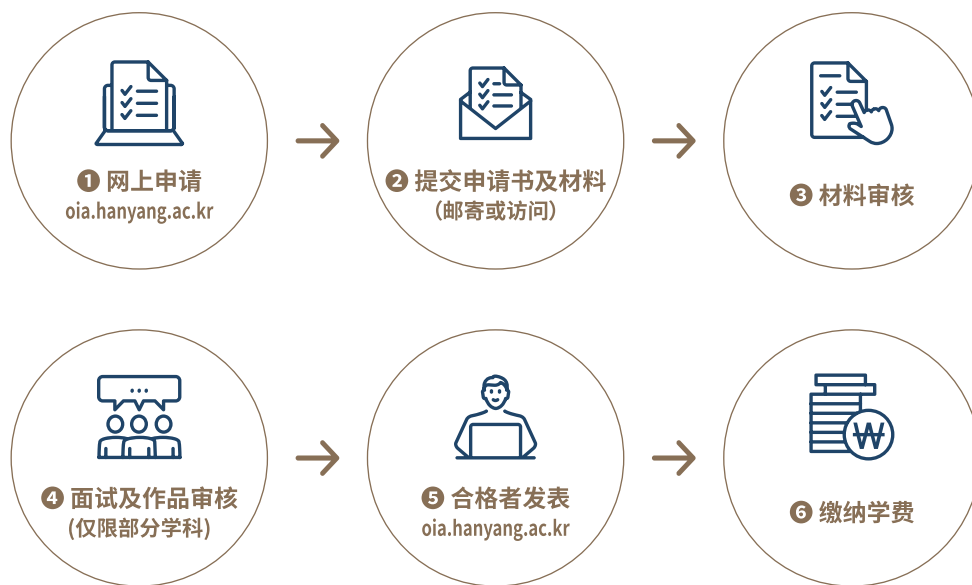 ❶ 网上申请
oia.hanyang.ac.kr
❷ 提交申请书及材料
(邮寄或访问)
❸ 材料审核
❹ 面试及作品审核
(仅限部分学科)
❺ 合格者发表
oia.hanyang.ac.kr
₩
❻ 缴纳学费